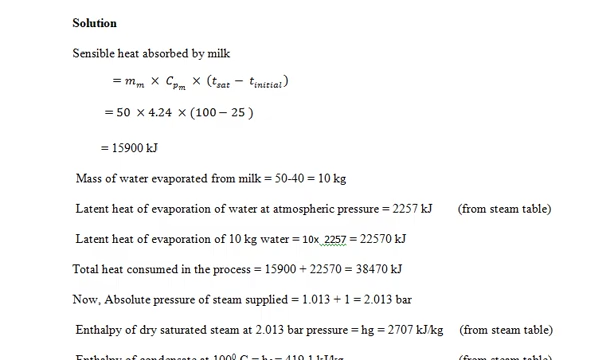 Solution
Sensible heat absorbed by milk
= mₘ × Cₚₘ × (tₛₐₜ − tᵢₙᵢₜᵢₐₗ)
= 50 × 4.24 × (100 − 25 )
= 15900 kJ
Mass of water evaporated from milk = 50-40 = 10 kg
Latent heat of evaporation of water at atmospheric pressure = 2257 kJ (from steam table)
Latent heat of evaporation of 10 kg water = 10x 2257 = 22570 kJ
Total heat consumed in the process = 15900 + 22570 = 38470 kJ
Now, Absolute pressure of steam supplied = 1.013 + 1 = 2.013 bar
Enthalpy of dry saturated steam at 2.013 bar pressure = hg = 2707 kJ/kg (from steam table)